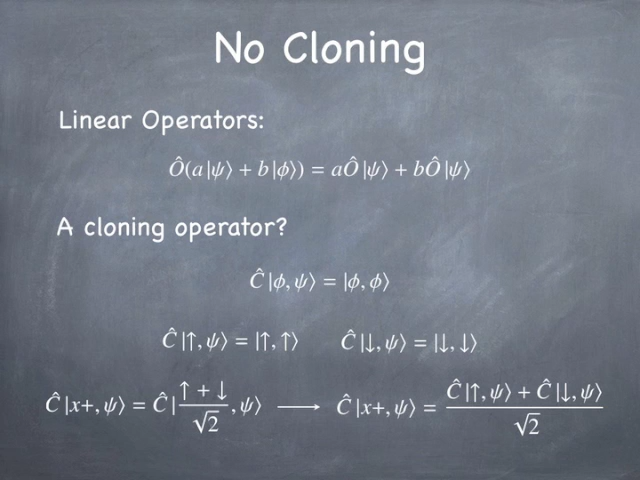 No Cloning
Linear Operators:
Ô(a|ψ⟩ + b|ϕ⟩) = aÔ|ψ⟩ + bÔ|ψ⟩
A cloning operator?
Ĉ|ϕ, ψ⟩ = |ϕ, ϕ⟩
Ĉ|↑, ψ⟩ = |↑, ↑⟩ Ĉ|↓, ψ⟩ = |↓, ↓⟩
Ĉ|x+, ψ⟩ = Ĉ|(↑ + ↓)/√2, ψ⟩ ⟶ Ĉ|x+, ψ⟩ = (Ĉ|↑, ψ⟩ + Ĉ|↓, ψ⟩)/√2